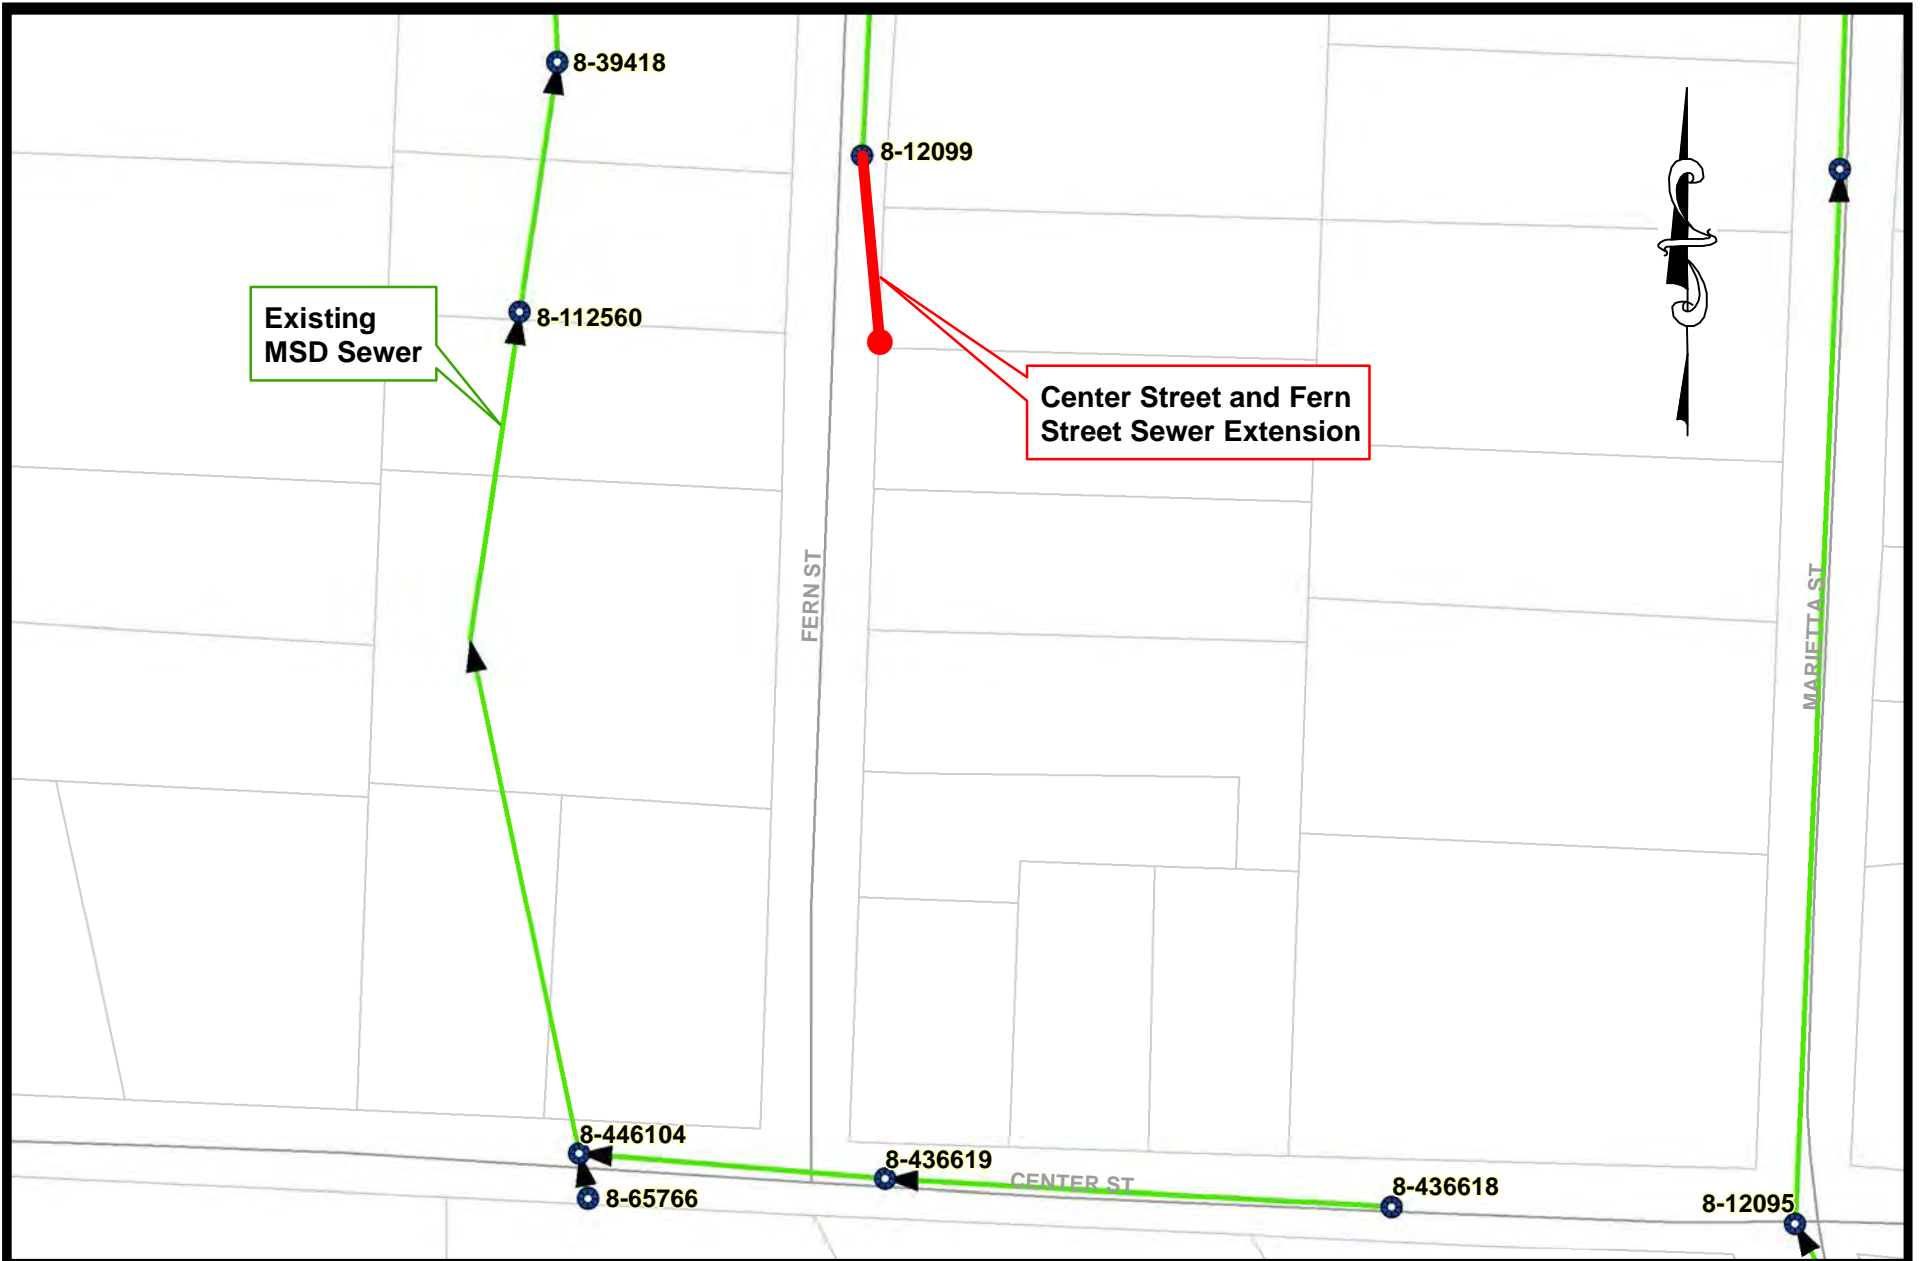 8-39418
8-12099
Existing
MSD Sewer
8-112560
Center Street and Fern
Street Sewer Extension
FERN ST
MARIETTA ST
8-446104
8-436619
CENTER ST
8-65766
8-436618
8-12095